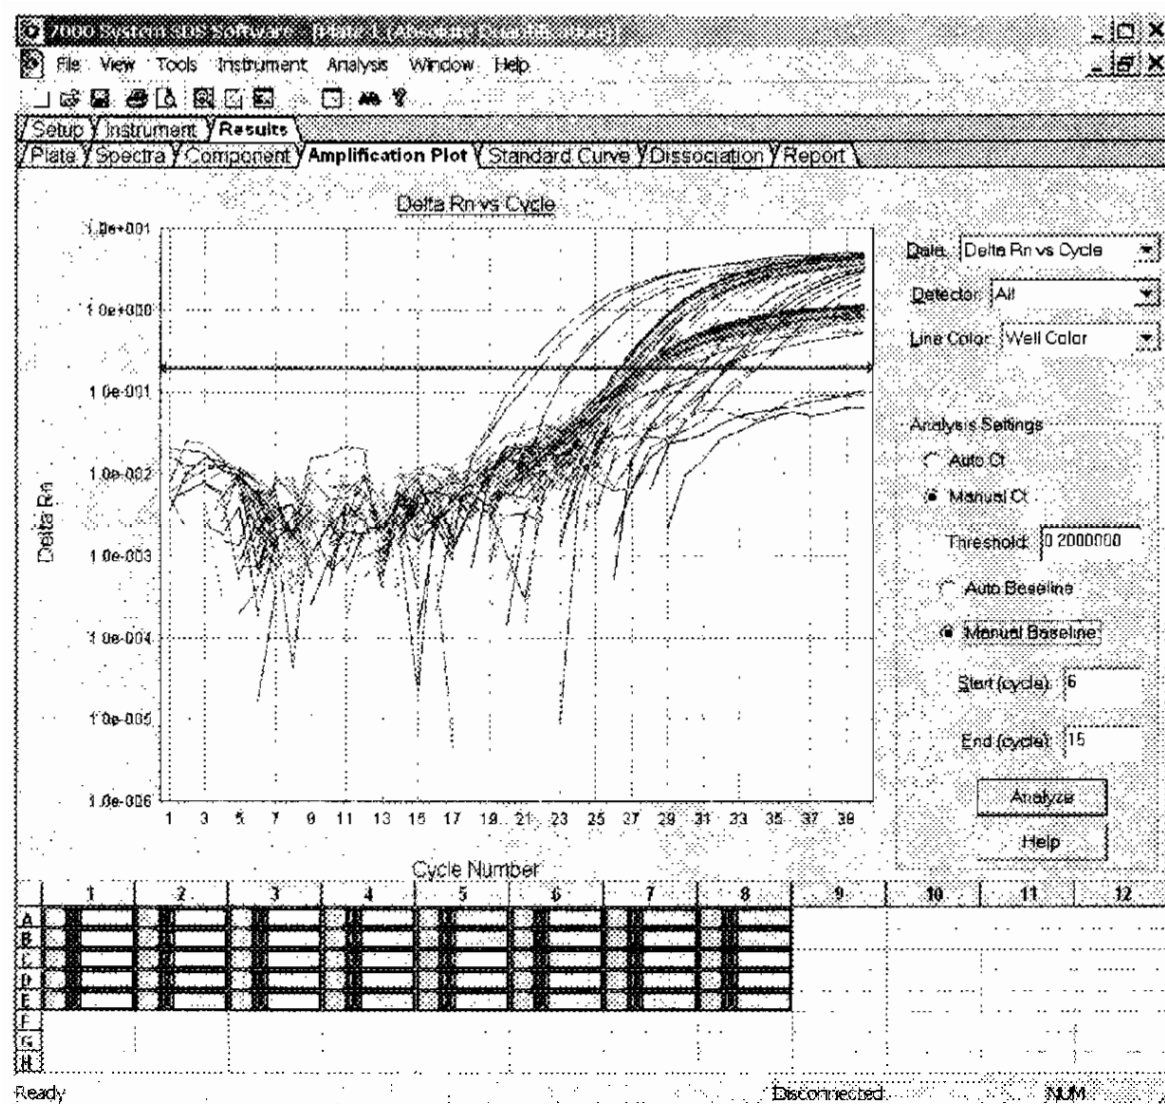 7000 System SDS Software - [Plate 1 (Absolute Quantification)]
File View Tools Instrument Analysis Window Help
Setup Instrument Results
Plate Spectra Component Amplification Plot Standard Curve Dissociation Report
Delta Rn vs Cycle
Data: Delta Rn vs Cycle
Detector: All
Line Color: Well Color
Analysis Settings
Auto Ct
Manual Ct
Threshold: 0.2000000
Auto Baseline
Manual Baseline
Start (cycle): 6
End (cycle): 15
Analyze
Help
Delta Rn
1.0e+001
1.0e+000
1.0e-001
1.0e-002
1.0e-003
1.0e-004
1.0e-005
1.0e-006
1 3 5 7 9 11 13 15 17 19 21 23 25 27 29 31 33 35 37 39
Cycle Number
1 2 3 4 5 6 7 8 9 10 11 12
A
B
C
D
E
F
G
H
Ready Disconnected NUM